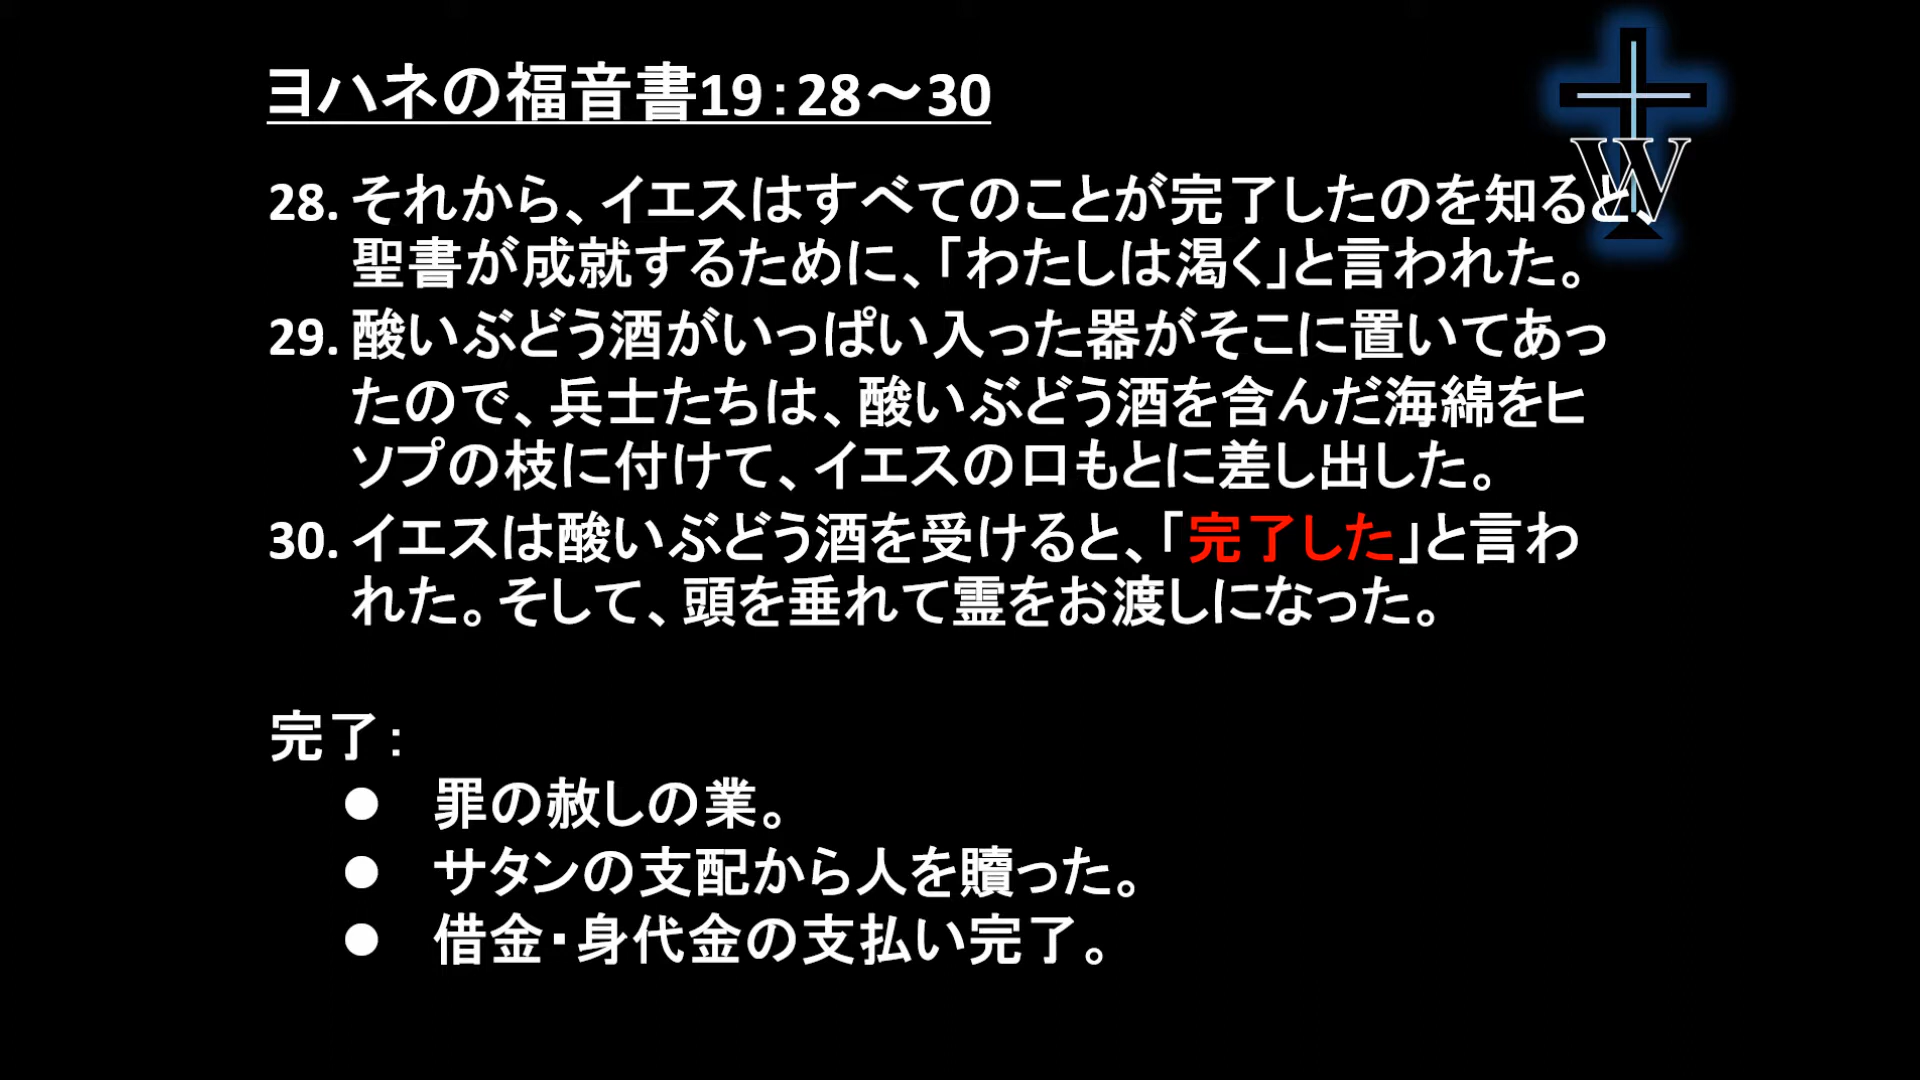 ヨハネの福音書19：28～30
W
28. それから、イエスはすべてのことが完了したのを知ると、
聖書が成就するために、「わたしは渇く」と言われた。
29. 酸いぶどう酒がいっぱい入った器がそこに置いてあっ
たので、兵士たちは、酸いぶどう酒を含んだ海綿をヒ
ソプの枝に付けて、イエスの口もとに差し出した。
30. イエスは酸いぶどう酒を受けると、「完了した」と言わ
れた。そして、頭を垂れて霊をお渡しになった。
完了：
● 罪の赦しの業。
● サタンの支配から人を贖った。
● 借金・身代金の支払い完了。